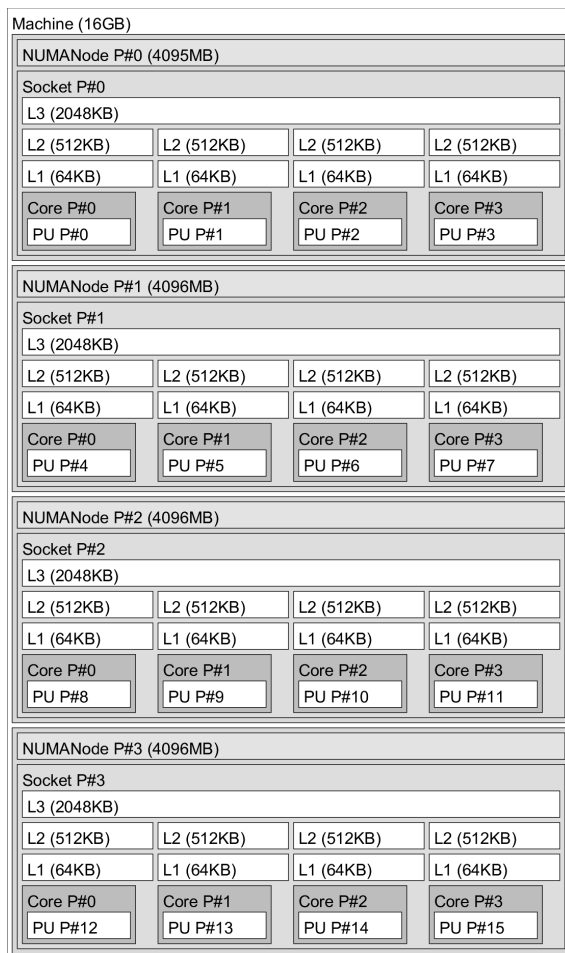 Machine (16GB)
NUMANode P#0 (4095MB)
Socket P#0
L3 (2048KB)
L2 (512KB) L2 (512KB) L2 (512KB) L2 (512KB)
L1 (64KB) L1 (64KB) L1 (64KB) L1 (64KB)
Core P#0 Core P#1 Core P#2 Core P#3
PU P#0 PU P#1 PU P#2 PU P#3
NUMANode P#1 (4096MB)
Socket P#1
L3 (2048KB)
L2 (512KB) L2 (512KB) L2 (512KB) L2 (512KB)
L1 (64KB) L1 (64KB) L1 (64KB) L1 (64KB)
Core P#0 Core P#1 Core P#2 Core P#3
PU P#4 PU P#5 PU P#6 PU P#7
NUMANode P#2 (4096MB)
Socket P#2
L3 (2048KB)
L2 (512KB) L2 (512KB) L2 (512KB) L2 (512KB)
L1 (64KB) L1 (64KB) L1 (64KB) L1 (64KB)
Core P#0 Core P#1 Core P#2 Core P#3
PU P#8 PU P#9 PU P#10 PU P#11
NUMANode P#3 (4096MB)
Socket P#3
L3 (2048KB)
L2 (512KB) L2 (512KB) L2 (512KB) L2 (512KB)
L1 (64KB) L1 (64KB) L1 (64KB) L1 (64KB)
Core P#0 Core P#1 Core P#2 Core P#3
PU P#12 PU P#13 PU P#14 PU P#15